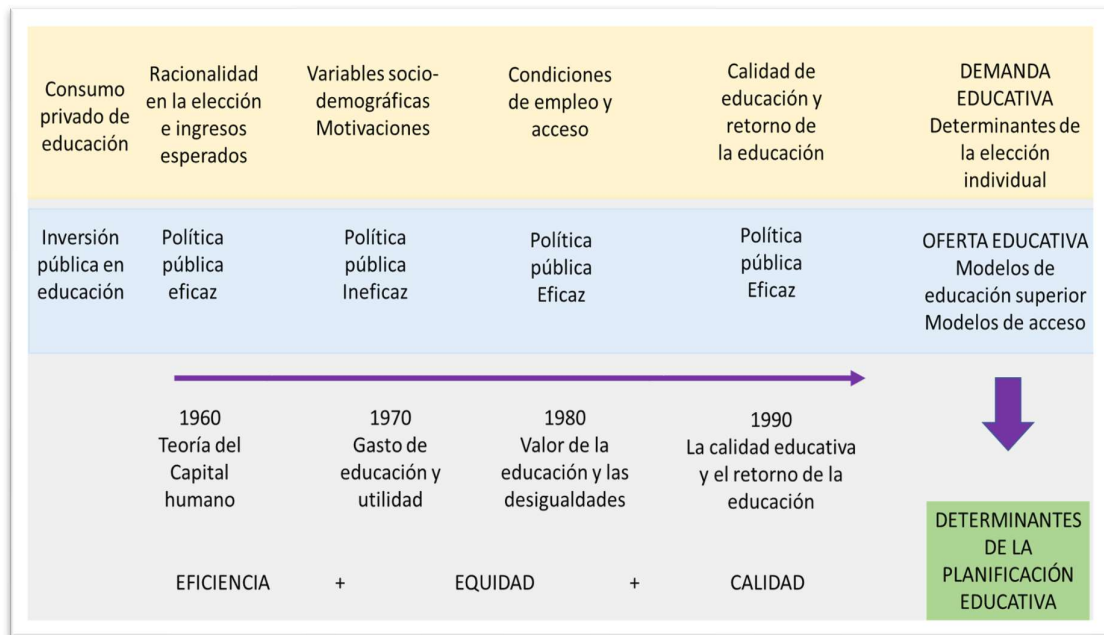 Consumo
privado de
educación
Racionalidad
en la elección
e ingresos
esperados
Variables socio-
demográficas
Motivaciones
Condiciones
de empleo y
acceso
Calidad de
educación y
retorno de
la educación
DEMANDA
EDUCATIVA
Determinantes de
la elección
individual
Inversión
pública en
educación
Política
pública
eficaz
Política
pública
Ineficaz
Política
pública
Eficaz
Política
pública
Eficaz
OFERTA EDUCATIVA
Modelos de
educación superior
Modelos de acceso
1960
Teoría del
Capital
humano
1970
Gasto de
educación y
utilidad
1980
Valor de la
educación y las
desigualdades
1990
La calidad educativa
y el retorno de la
educación
EFICIENCIA + EQUIDAD + CALIDAD
DETERMINANTES
DE LA
PLANIFICACIÓN
EDUCATIVA